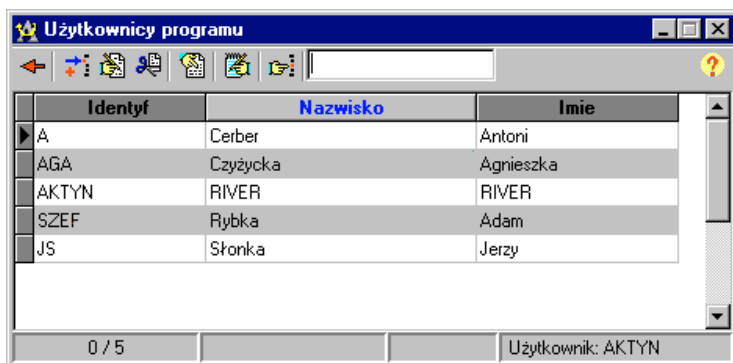 Użytkownicy programu
Identyf Nazwisko Imie
A Cerber Antoni
AGA Czyżycka Agnieszka
AKTYN RIVER RIVER
SZEF Rybka Adam
JS Słonka Jerzy
0 / 5 Użytkownik: AKTYN